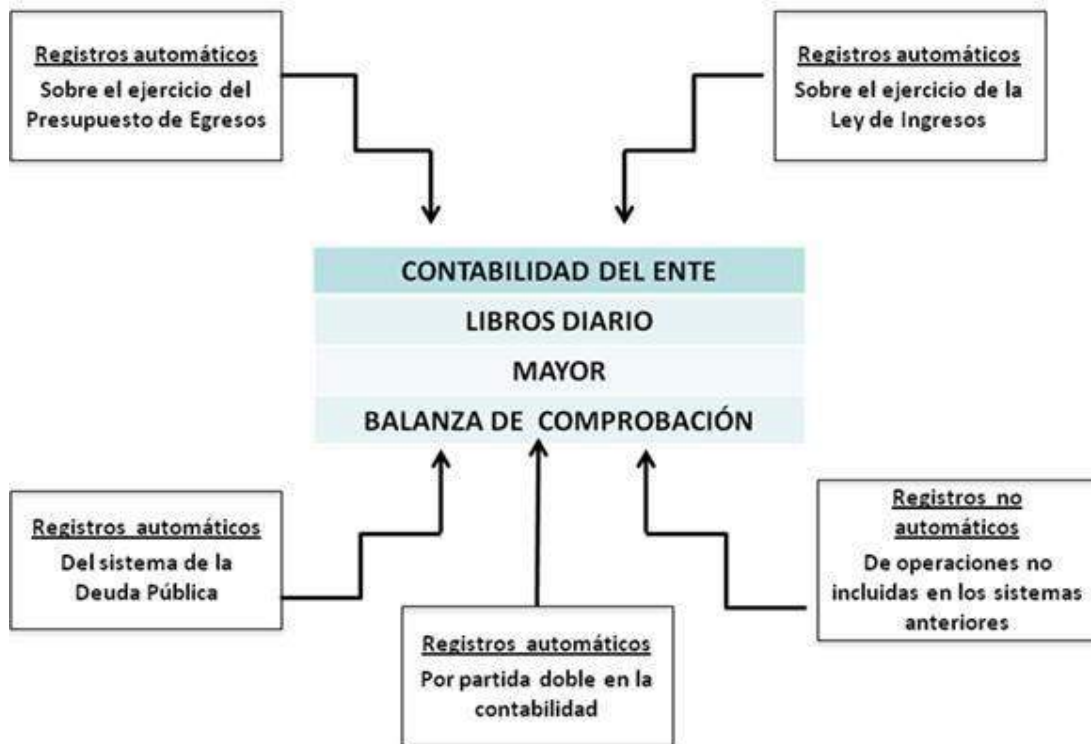 Registros automáticos
Sobre el ejercicio del
Presupuesto de Egresos
Registros automáticos
Sobre el ejercicio de la
Ley de Ingresos
CONTABILIDAD DEL ENTE
LIBROS DIARIO
MAYOR
BALANZA DE COMPROBACIÓN
Registros automáticos
Del sistema de la
Deuda Pública
Registros automáticos
Por partida doble en la
contabilidad
Registros no
automáticos
De operaciones no
incluidas en los sistemas
anteriores